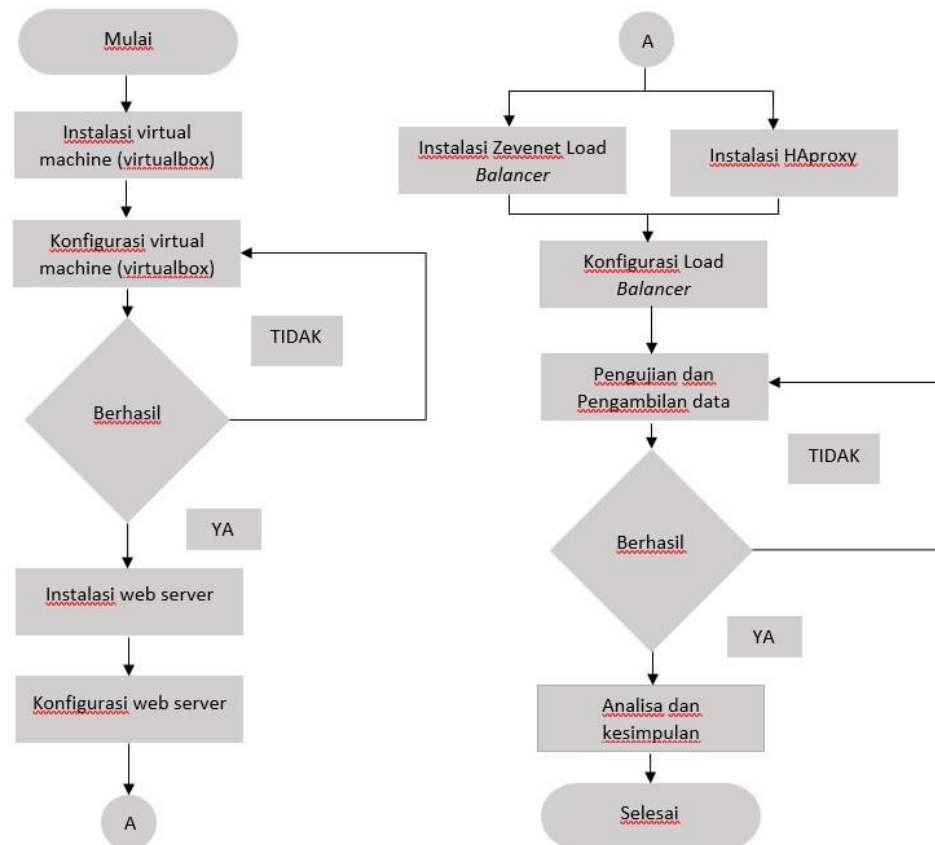 Mulai
Instalasi virtual
machine (virtualbox)
Konfigurasi virtual
machine (virtualbox)
TIDAK
Berhasil
YA
Instalasi web server
Konfigurasi web server
A
A
Instalasi Zevenet Load
Balancer
Instalasi HAproxy
Konfigurasi Load
Balancer
Pengujian dan
Pengambilan data
TIDAK
Berhasil
YA
Analisa dan
kesimpulan
Selesai